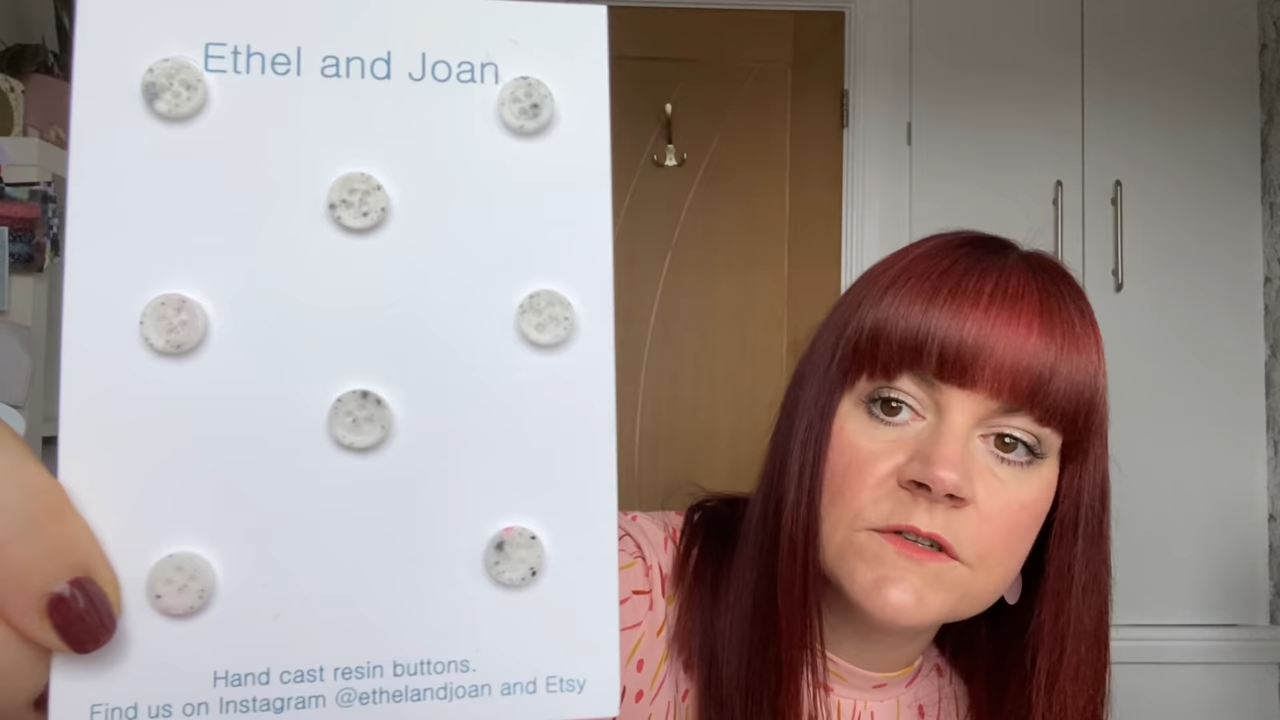 Ethel and Joan
Hand cast resin buttons.
Find us on Instagram @ethelandjoan and Etsy